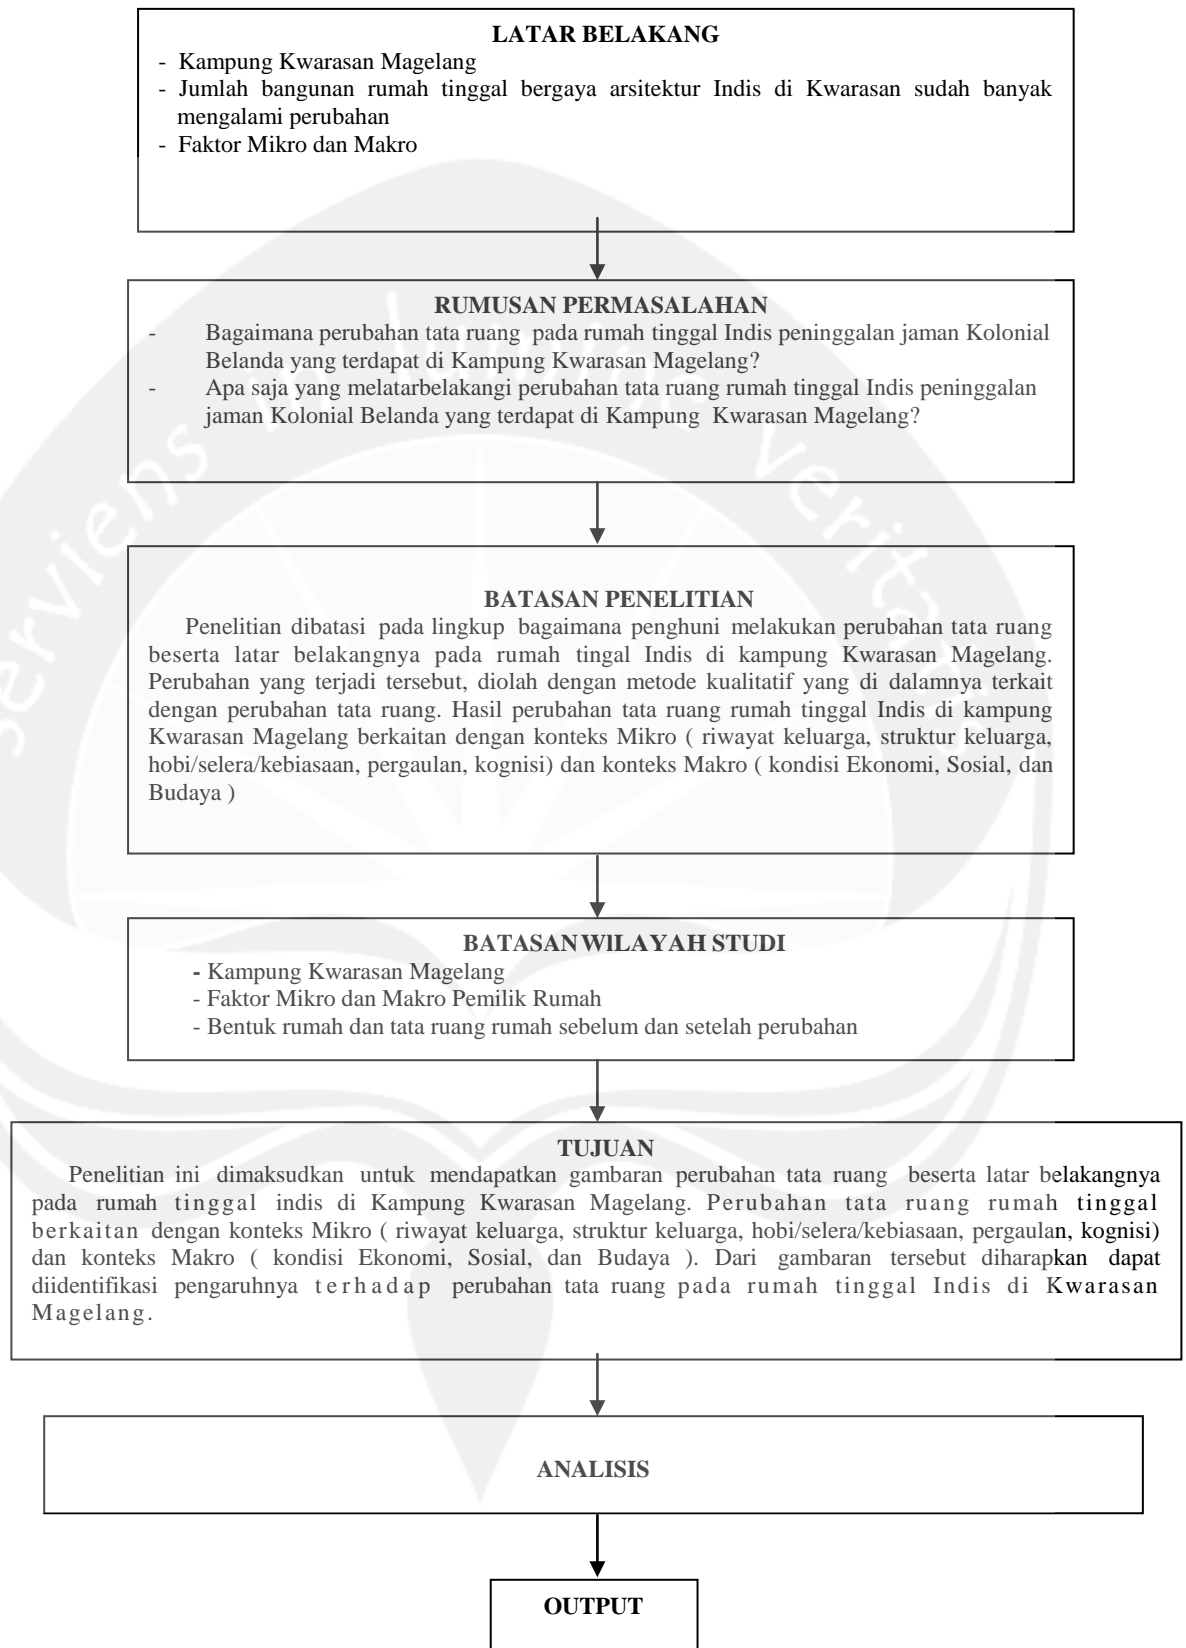 LATAR BELAKANG
- Kampung Kwarasan Magelang
- Jumlah bangunan rumah tinggal bergaya arsitektur Indis di Kwarasan sudah banyak
mengalami perubahan
- Faktor Mikro dan Makro
RUMUSAN PERMASALAHAN
- Bagaimana perubahan tata ruang pada rumah tinggal Indis peninggalan jaman Kolonial
Belanda yang terdapat di Kampung Kwarasan Magelang?
- Apa saja yang melatarbelakangi perubahan tata ruang rumah tinggal Indis peninggalan
jaman Kolonial Belanda yang terdapat di Kampung Kwarasan Magelang?
BATASAN PENELITIAN
Penelitian dibatasi pada lingkup bagaimana penghuni melakukan perubahan tata ruang
beserta latar belakangnya pada rumah tingal Indis di kampung Kwarasan Magelang.
Perubahan yang terjadi tersebut, diolah dengan metode kualitatif yang di dalamnya terkait
dengan perubahan tata ruang. Hasil perubahan tata ruang rumah tinggal Indis di kampung
Kwarasan Magelang berkaitan dengan konteks Mikro ( riwayat keluarga, struktur keluarga,
hobi/selera/kebiasaan, pergaulan, kognisi) dan konteks Makro ( kondisi Ekonomi, Sosial, dan
Budaya )
BATASAN WILAYAH STUDI
- Kampung Kwarasan Magelang
- Faktor Mikro dan Makro Pemilik Rumah
- Bentuk rumah dan tata ruang rumah sebelum dan setelah perubahan
TUJUAN
Penelitian ini dimaksudkan untuk mendapatkan gambaran perubahan tata ruang beserta latar belakangnya
pada rumah tinggal indis di Kampung Kwarasan Magelang. Perubahan tata ruang rumah tinggal
berkaitan dengan konteks Mikro ( riwayat keluarga, struktur keluarga, hobi/selera/kebiasaan, pergaulan, kognisi)
dan konteks Makro ( kondisi Ekonomi, Sosial, dan Budaya ). Dari gambaran tersebut diharapkan dapat
diidentifikasi pengaruhnya terhadap perubahan tata ruang pada rumah tinggal Indis di Kwarasan
Magelang.
ANALISIS
OUTPUT
serviens in lumine veritatis